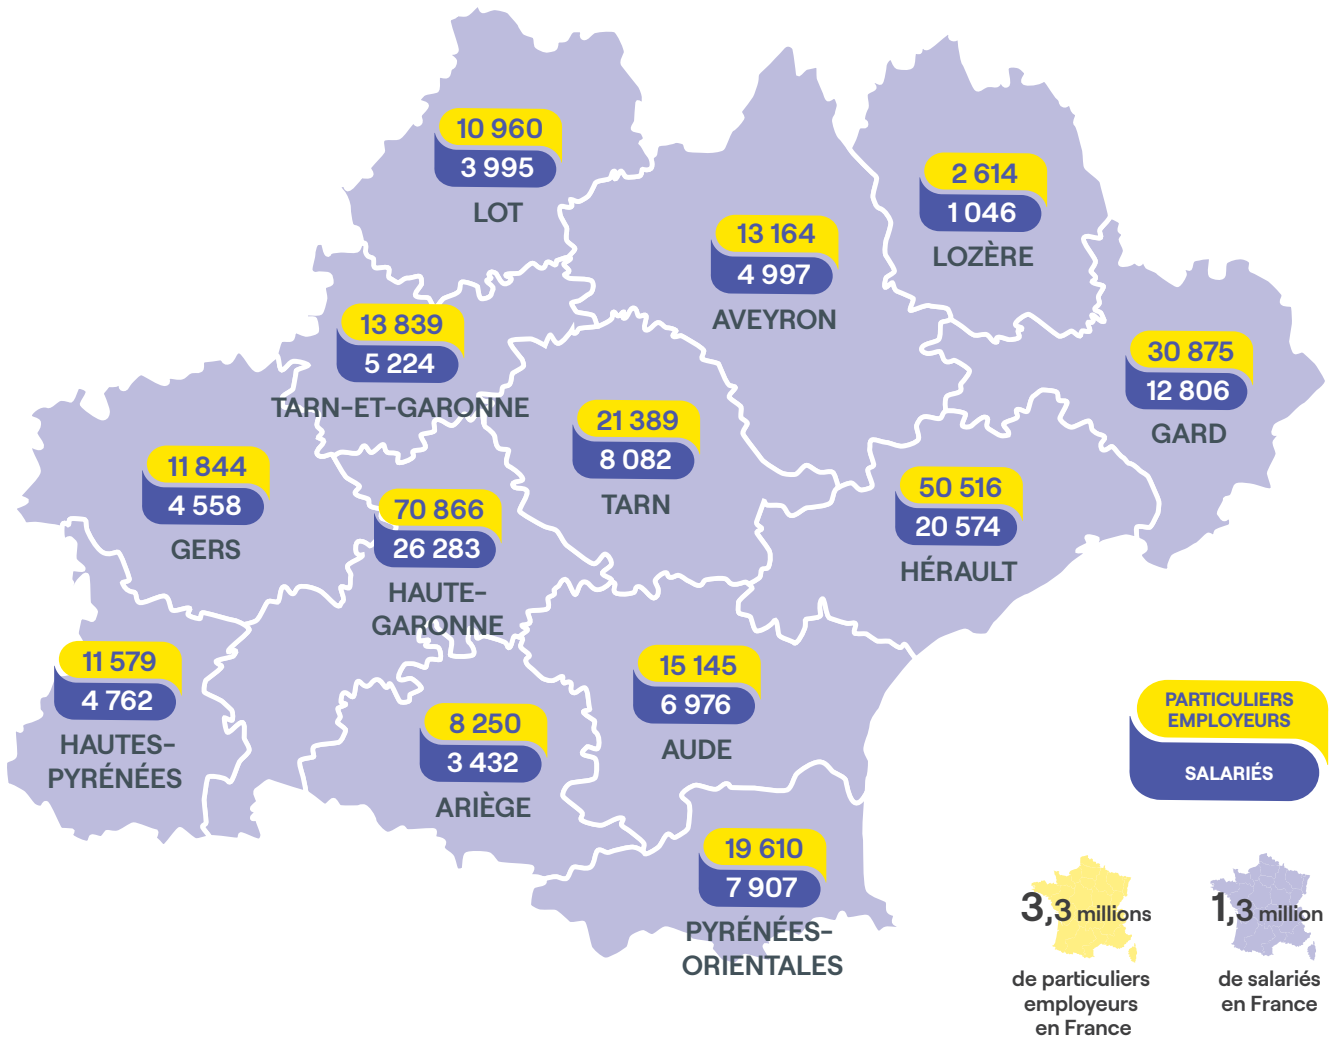 10 960
3 995
LOT
2 614
1 046
LOZÈRE
13 164
4 997
AVEYRON
13 839
5 224
TARN-ET-GARONNE
30 875
12 806
GARD
21 389
8 082
TARN
11 844
4 558
GERS
70 866
26 283
HAUTE-
GARONNE
50 516
20 574
HÉRAULT
11 579
4 762
HAUTES-
PYRÉNÉES
15 145
6 976
AUDE
8 250
3 432
ARIÈGE
19 610
7 907
PYRÉNÉES-
ORIENTALES
PARTICULIERS
EMPLOYEURS
SALARIÉS
3,3 millions
de particuliers
employeurs
en France
1,3 million
de salariés
en France